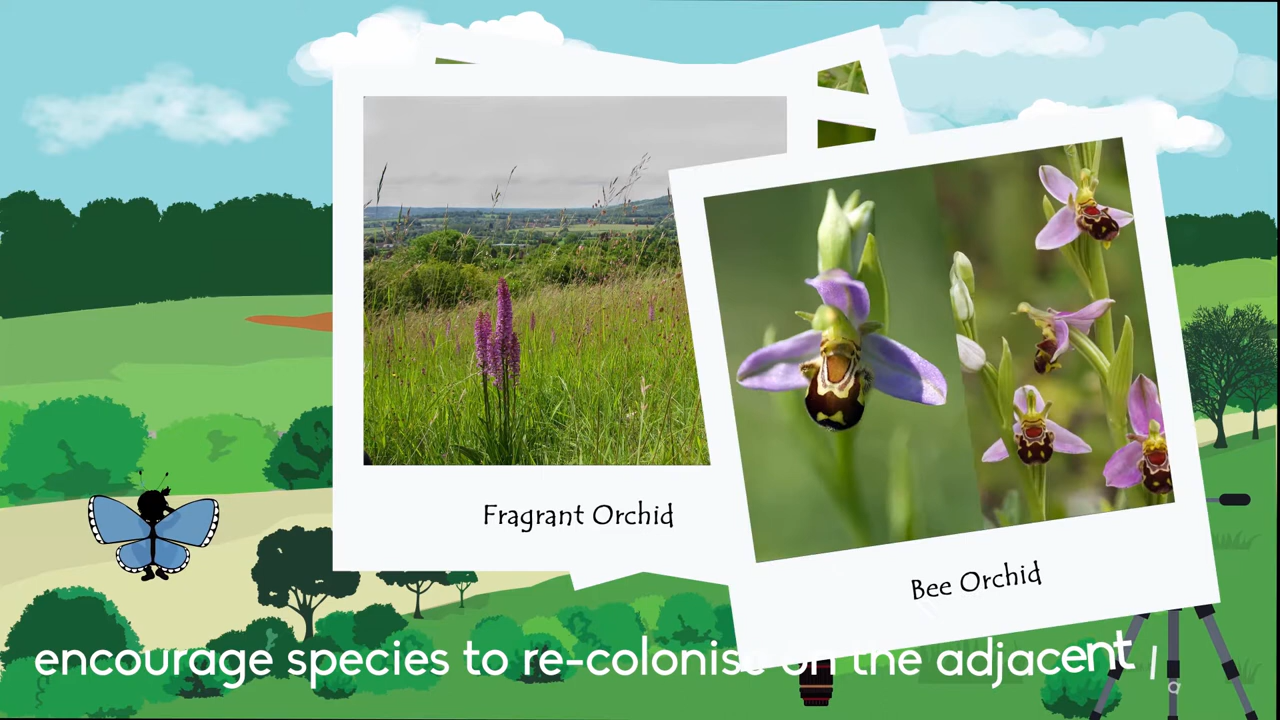 Fragrant Orchid
Bee Orchid
encourage species to re-colonise on the adjacent